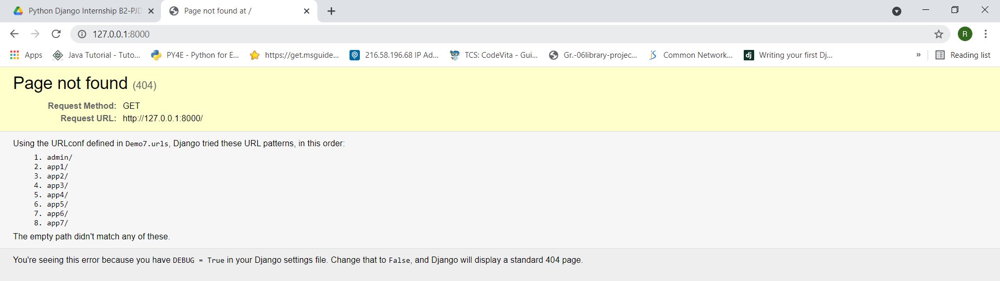 Python Django Internship B2-PJD
Page not found at /
127.0.0.1:8000
R
Apps
Java Tutorial - Tuto...
PY4E - Python for E...
https://get.msguide...
216.58.196.68 IP Ad...
TCS: CodeVita - Gui...
Gr.-06library-projec...
Common Network...
dj
Writing your first Dj...
»
Reading list
Page not found (404)
Request Method: GET
Request URL: http://127.0.0.1:8000/
Using the URLconf defined in Demo7.urls, Django tried these URL patterns, in this order:
1. admin/
2. app1/
3. app2/
4. app3/
5. app4/
6. app5/
7. app6/
8. app7/
The empty path didn't match any of these.
You're seeing this error because you have DEBUG = True in your Django settings file. Change that to False, and Django will display a standard 404 page.